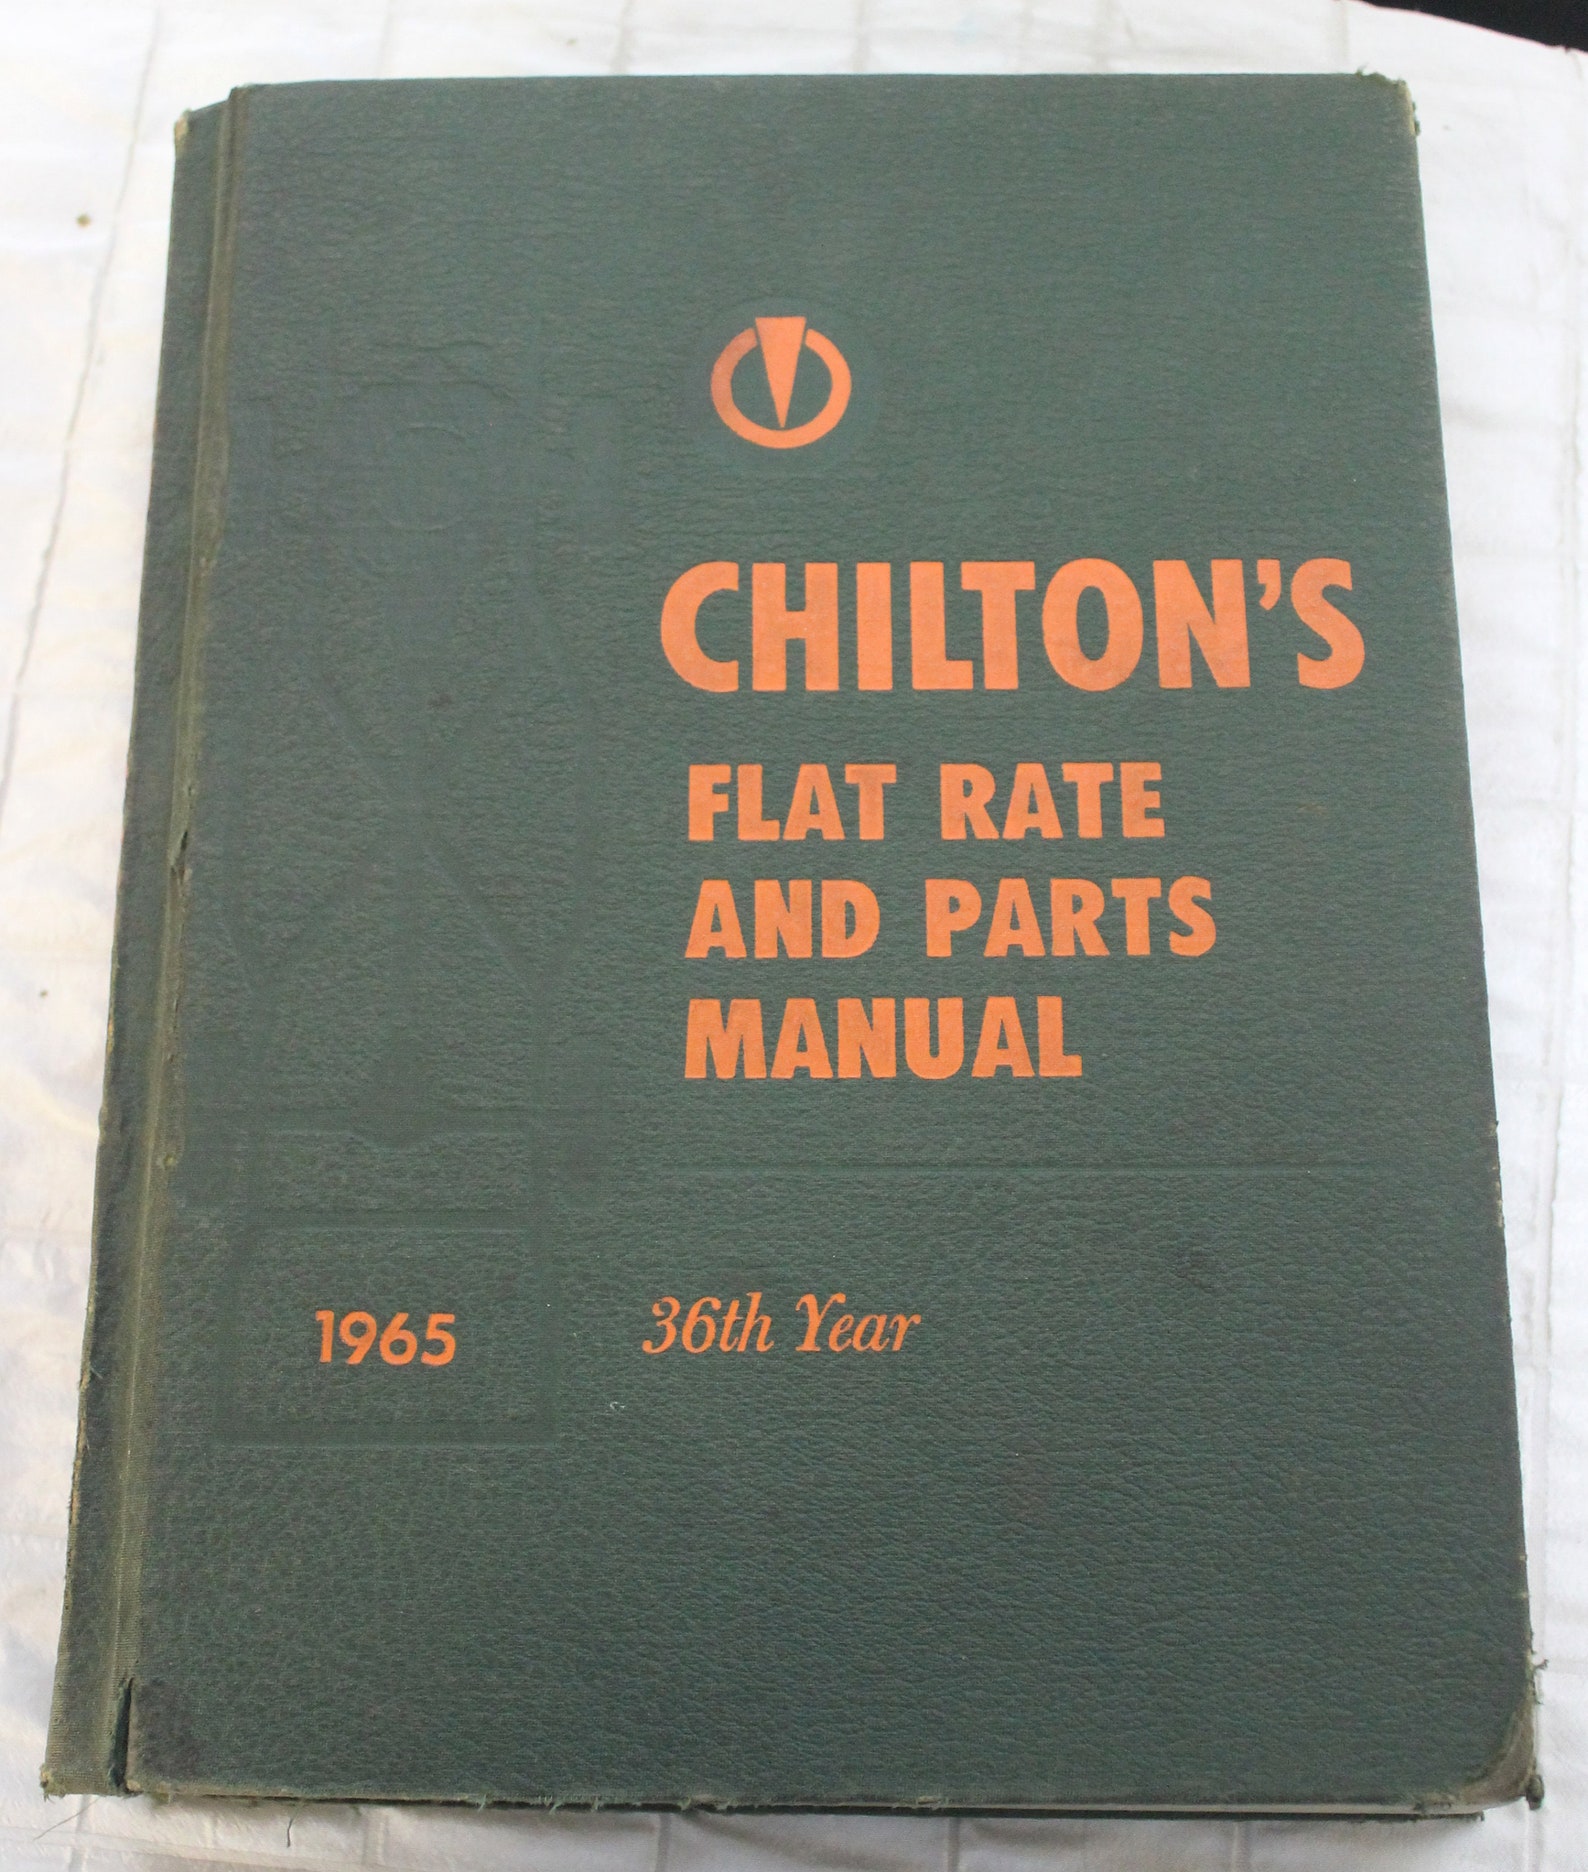 CHILTON'S
FLAT RATE
AND PARTS
MANUAL
1965
36th Year